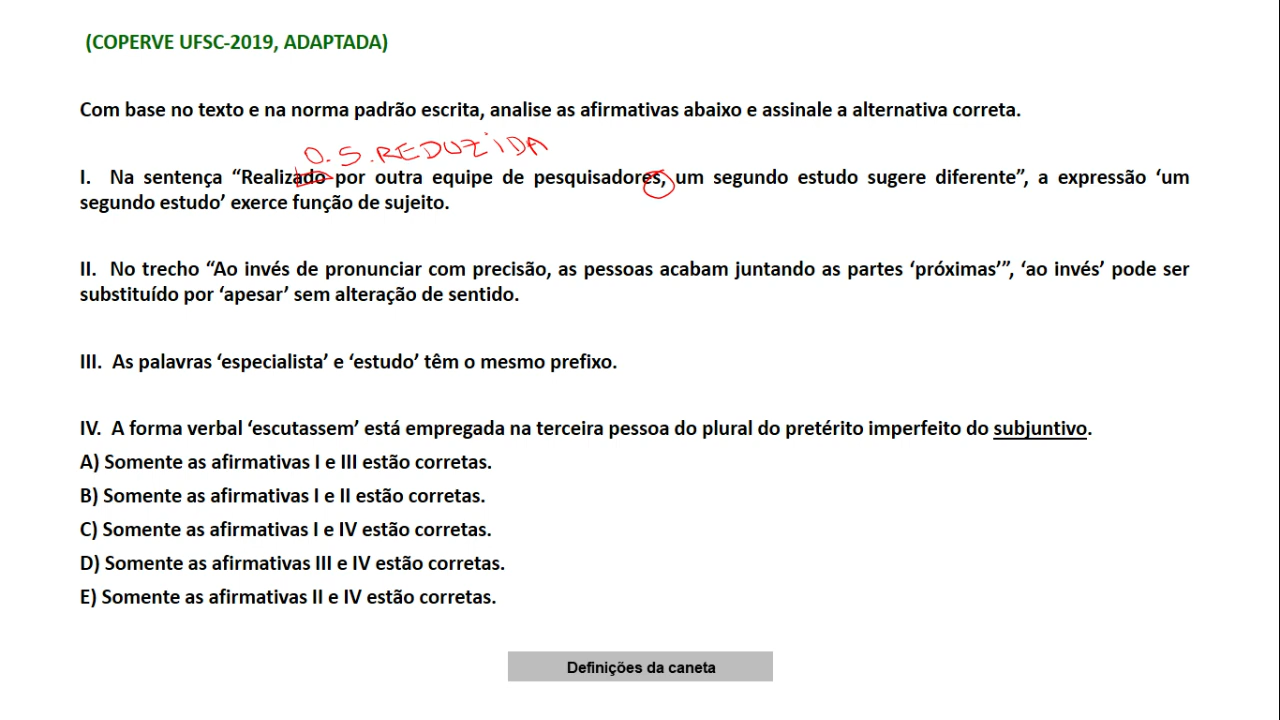 (COPERVE UFSC-2019, ADAPTADA)
Com base no texto e na norma padrão escrita, analise as afirmativas abaixo e assinale a alternativa correta.
O.S.REDUZiDA
I. Na sentença “Realizado por outra equipe de pesquisadores, um segundo estudo sugere diferente”, a expressão ‘um
segundo estudo’ exerce função de sujeito.
II. No trecho “Ao invés de pronunciar com precisão, as pessoas acabam juntando as partes ‘próximas’”, ‘ao invés’ pode ser
substituído por ‘apesar’ sem alteração de sentido.
III. As palavras ‘especialista’ e ‘estudo’ têm o mesmo prefixo.
IV. A forma verbal ‘escutassem’ está empregada na terceira pessoa do plural do pretérito imperfeito do subjuntivo.
A) Somente as afirmativas I e III estão corretas.
B) Somente as afirmativas I e II estão corretas.
C) Somente as afirmativas I e IV estão corretas.
D) Somente as afirmativas III e IV estão corretas.
E) Somente as afirmativas II e IV estão corretas.
Definições da caneta